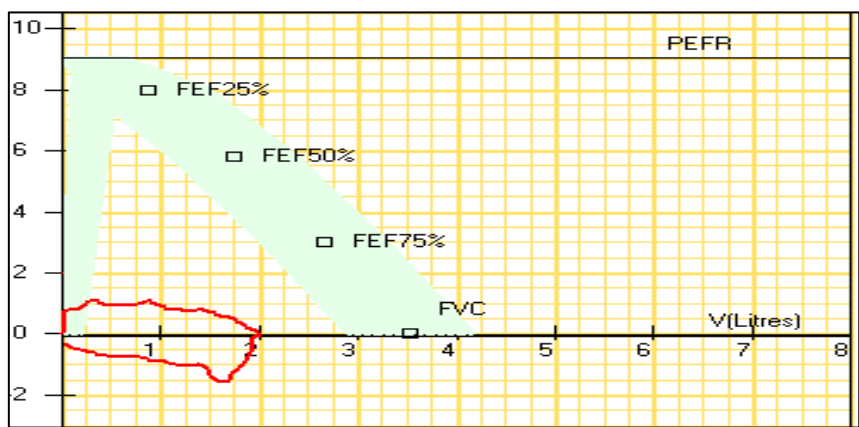 10
PEFR
8
FEF25%
6
FEF50%
4
FEF75%
2
FVC
V(Litres)
0
1 2 3 4 5 6 7 8
-2